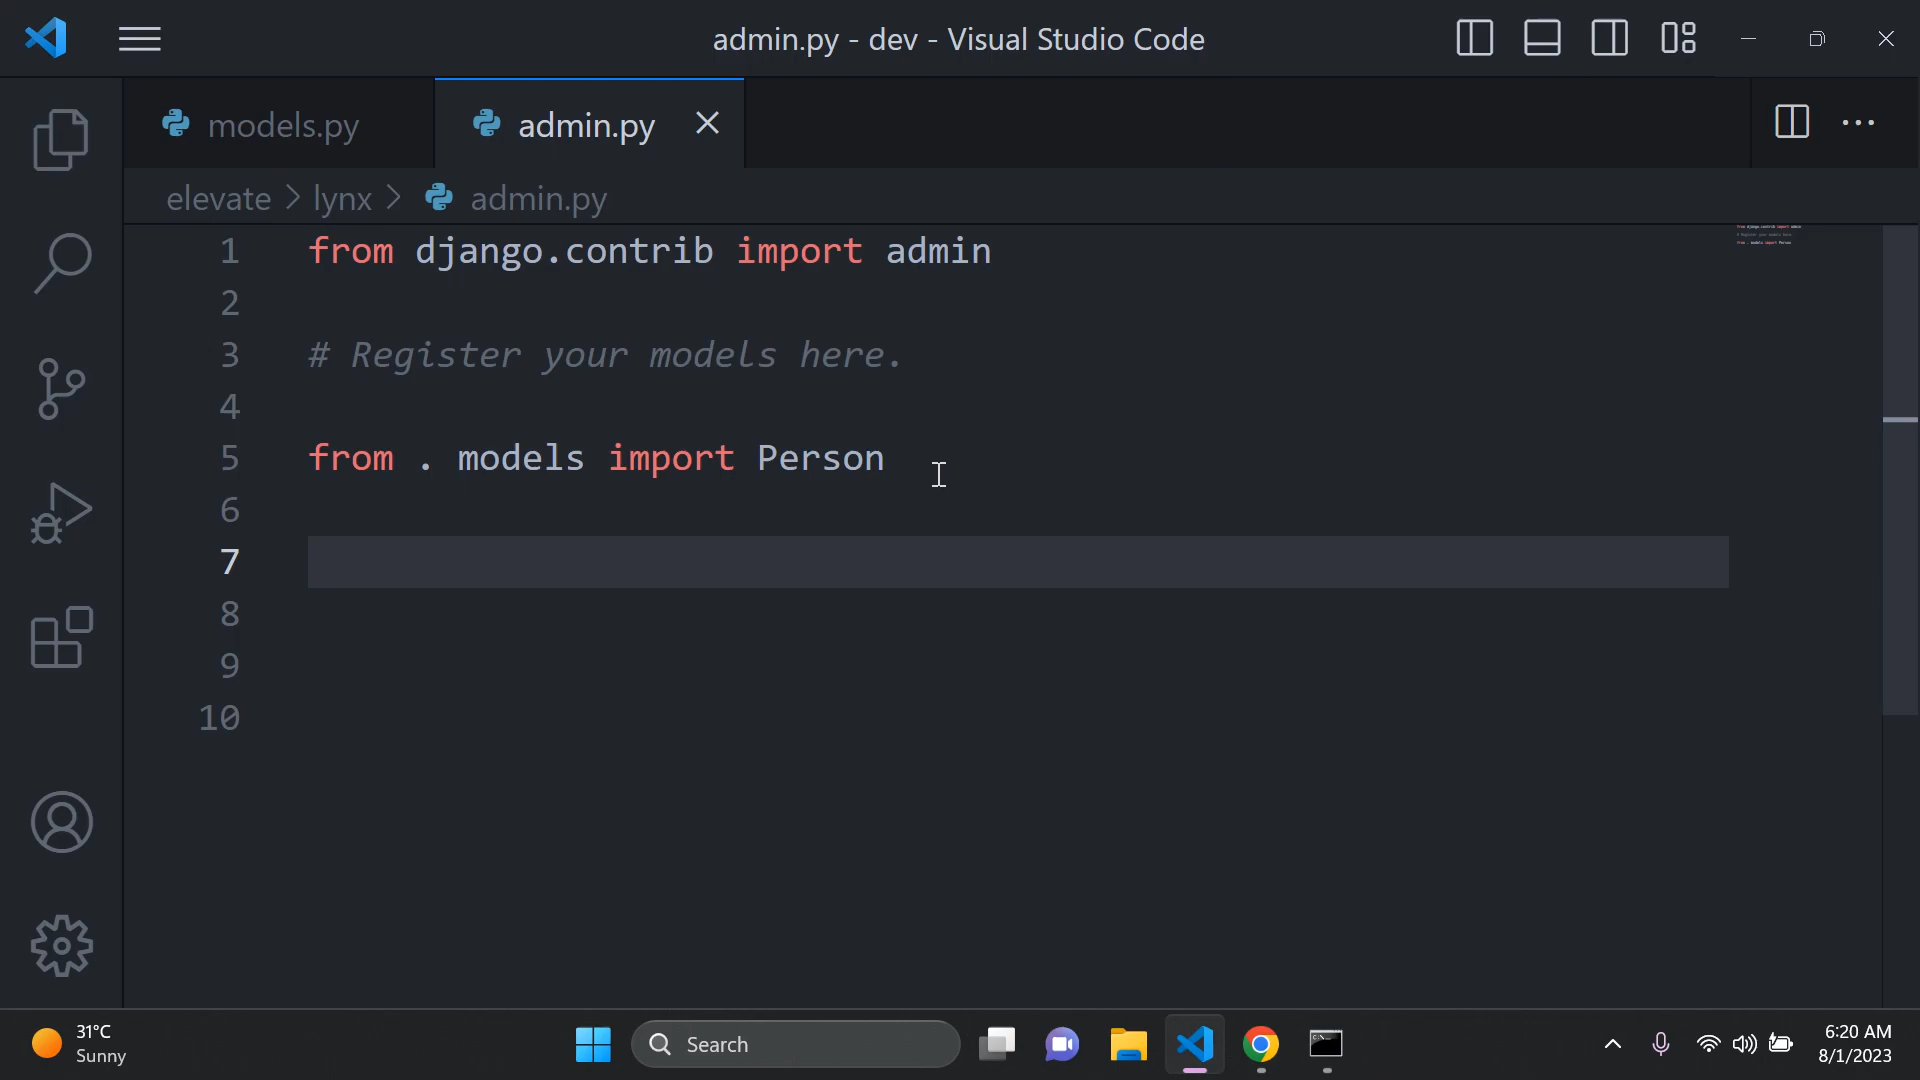 admin.py - dev - Visual Studio Code
models.py
admin.py
elevate > lynx > admin.py
1 from django.contrib import admin
2
3 # Register your models here.
4
5 from . models import Person
6
7
8
9
10
31°C
Sunny
Search
6:20 AM
8/1/2023